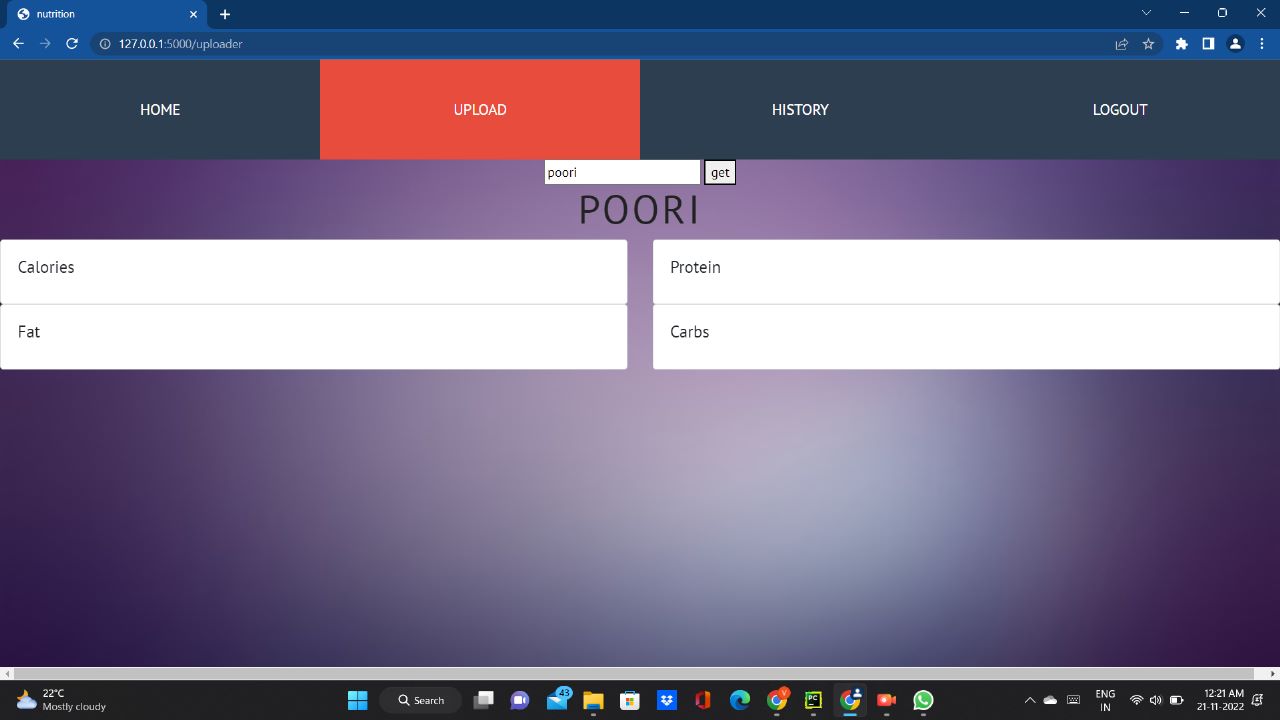 nutrition
127.0.0.1:5000/uploader
HOME
UPLOAD
HISTORY
LOGOUT
poori
get
POORI
Calories
Protein
Fat
Carbs
22°C
Mostly cloudy
Search
43
V
PC
ENG
IN
12:21 AM
21-11-2022